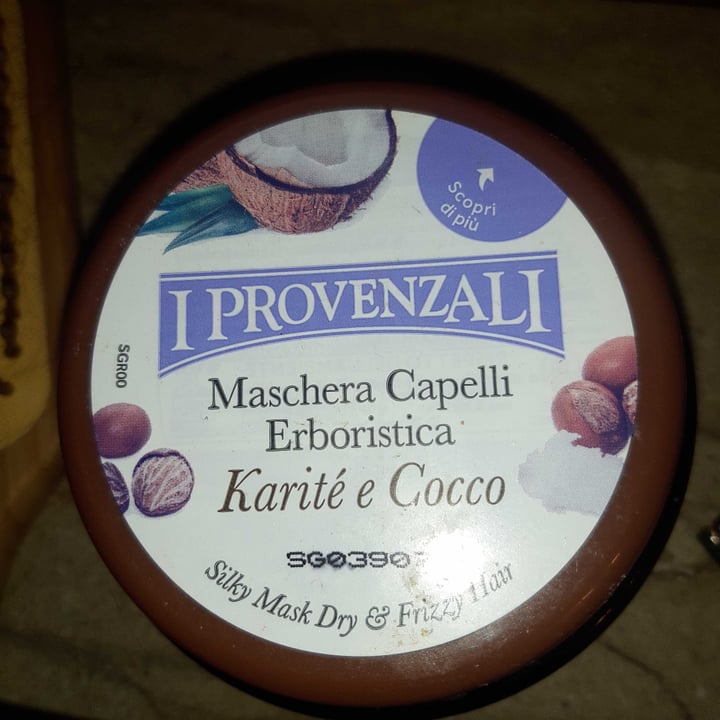 Scopri
di più
I PROVENZALI
SGR00
Maschera Capelli
Erboristica
Karité e Cocco
Silky Mask Dry & Frizzy Hair